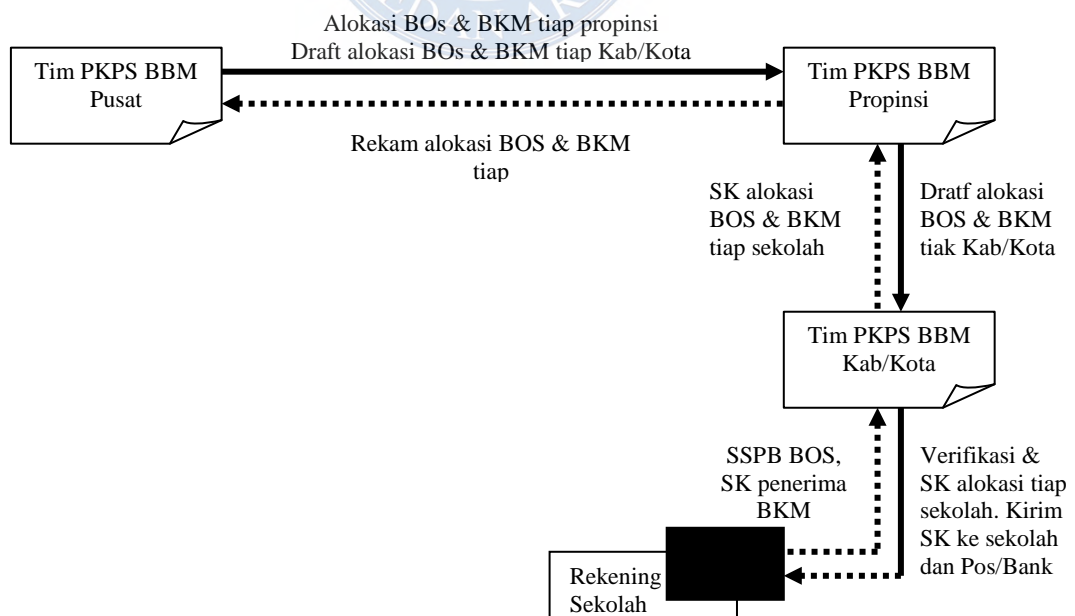 Alokasi BOs & BKM tiap propinsi
Draft alokasi BOs & BKM tiap Kab/Kota
Tim PKPS BBM
Pusat
Tim PKPS BBM
Propinsi
Rekam alokasi BOS & BKM
tiap
SK alokasi
BOS & BKM
tiap sekolah
Dratf alokasi
BOS & BKM
tiak Kab/Kota
Tim PKPS BBM
Kab/Kota
SSPB BOS,
SK penerima
BKM
Verifikasi &
SK alokasi tiap
sekolah. Kirim
SK ke sekolah
dan Pos/Bank
Rekening
Sekolah